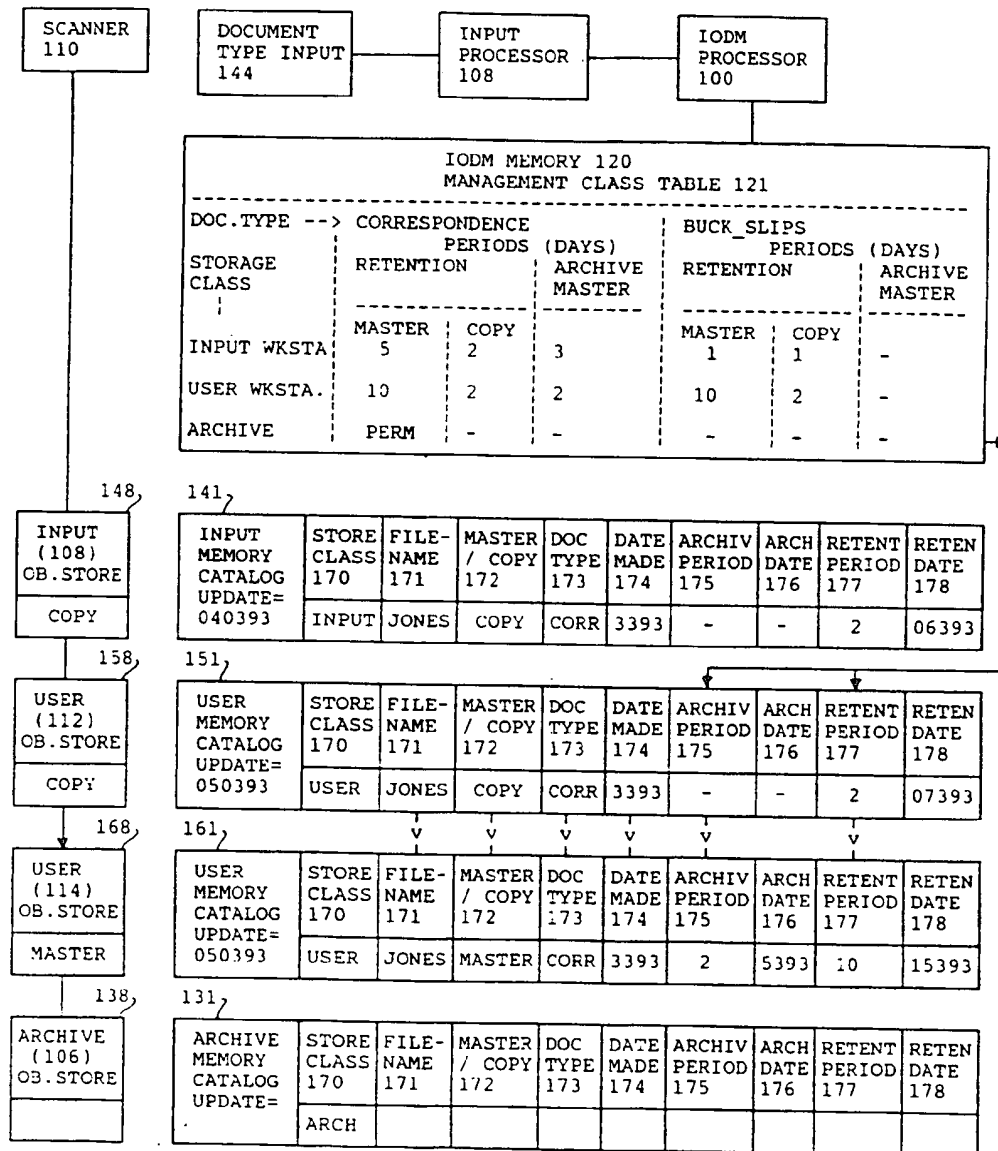 SCANNER
110
DOCUMENT
TYPE INPUT
144
INPUT
PROCESSOR
108
IODM
PROCESSOR
100
IODM MEMORY 120
MANAGEMENT CLASS TABLE 121
DOC.TYPE --> CORRESPONDENCE BUCK_SLIPS
PERIODS (DAYS) PERIODS (DAYS)
STORAGE RETENTION ARCHIVE RETENTION ARCHIVE
CLASS MASTER MASTER
MASTER COPY MASTER COPY
INPUT WKSTA 5 2 3 1 1 -
USER WKSTA. 10 2 2 10 2 -
ARCHIVE PERM - - - - -
148
INPUT
(108)
OB.STORE
COPY
141
INPUT STORE FILE- MASTER DOC DATE ARCHIV ARCH RETENT RETEN
MEMORY CLASS NAME / COPY TYPE MADE PERIOD DATE PERIOD DATE
CATALOG 170 171 172 173 174 175 176 177 178
UPDATE=
040393 INPUT JONES COPY CORR 3393 - - 2 06393
158
USER
(112)
OB.STORE
COPY
151
USER STORE FILE- MASTER DOC DATE ARCHIV ARCH RETENT RETEN
MEMORY CLASS NAME / COPY TYPE MADE PERIOD DATE PERIOD DATE
CATALOG 170 171 172 173 174 175 176 177 178
UPDATE=
050393 USER JONES COPY CORR 3393 - - 2 07393
v v v v v v
168
USER
(114)
OB.STORE
MASTER
161
USER STORE FILE- MASTER DOC DATE ARCHIV ARCH RETENT RETEN
MEMORY CLASS NAME / COPY TYPE MADE PERIOD DATE PERIOD DATE
CATALOG 170 171 172 173 174 175 176 177 178
UPDATE=
050393 USER JONES MASTER CORR 3393 2 5393 10 15393
138
ARCHIVE
(106)
OB.STORE
131
ARCHIVE STORE FILE- MASTER DOC DATE ARCHIV ARCH RETENT RETEN
MEMORY CLASS NAME / COPY TYPE MADE PERIOD DATE PERIOD DATE
CATALOG 170 171 172 173 174 175 176 177 178
UPDATE=
ARCH